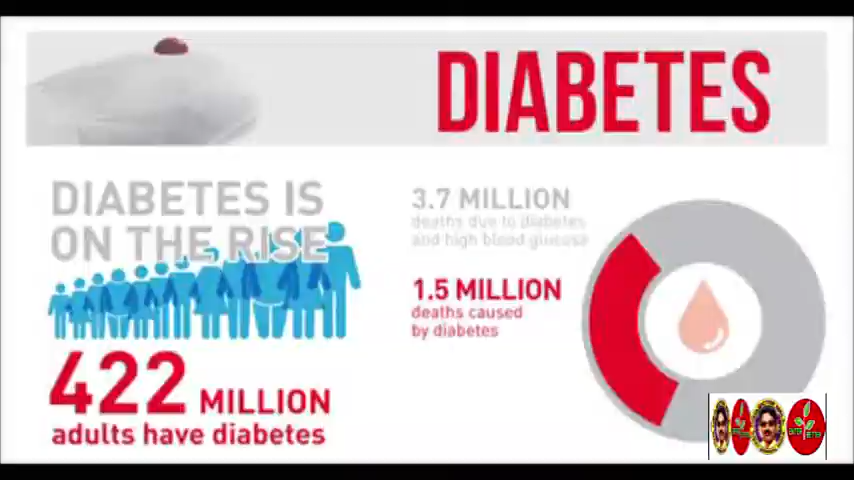 DIABETES
DIABETES IS
ON THE RISE
422 MILLION
adults have diabetes
3.7 MILLION
deaths due to diabetes
and high blood glucose
1.5 MILLION
deaths caused
by diabetes